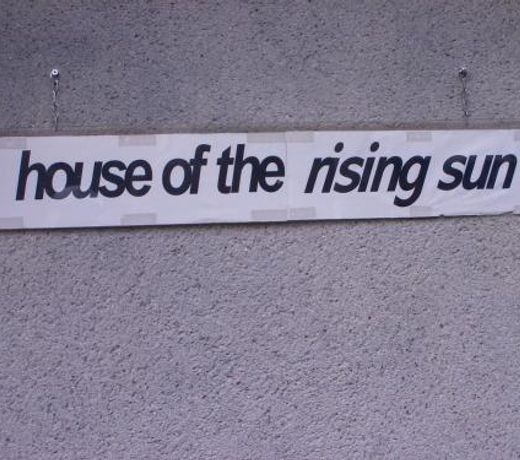 house of the rising sun